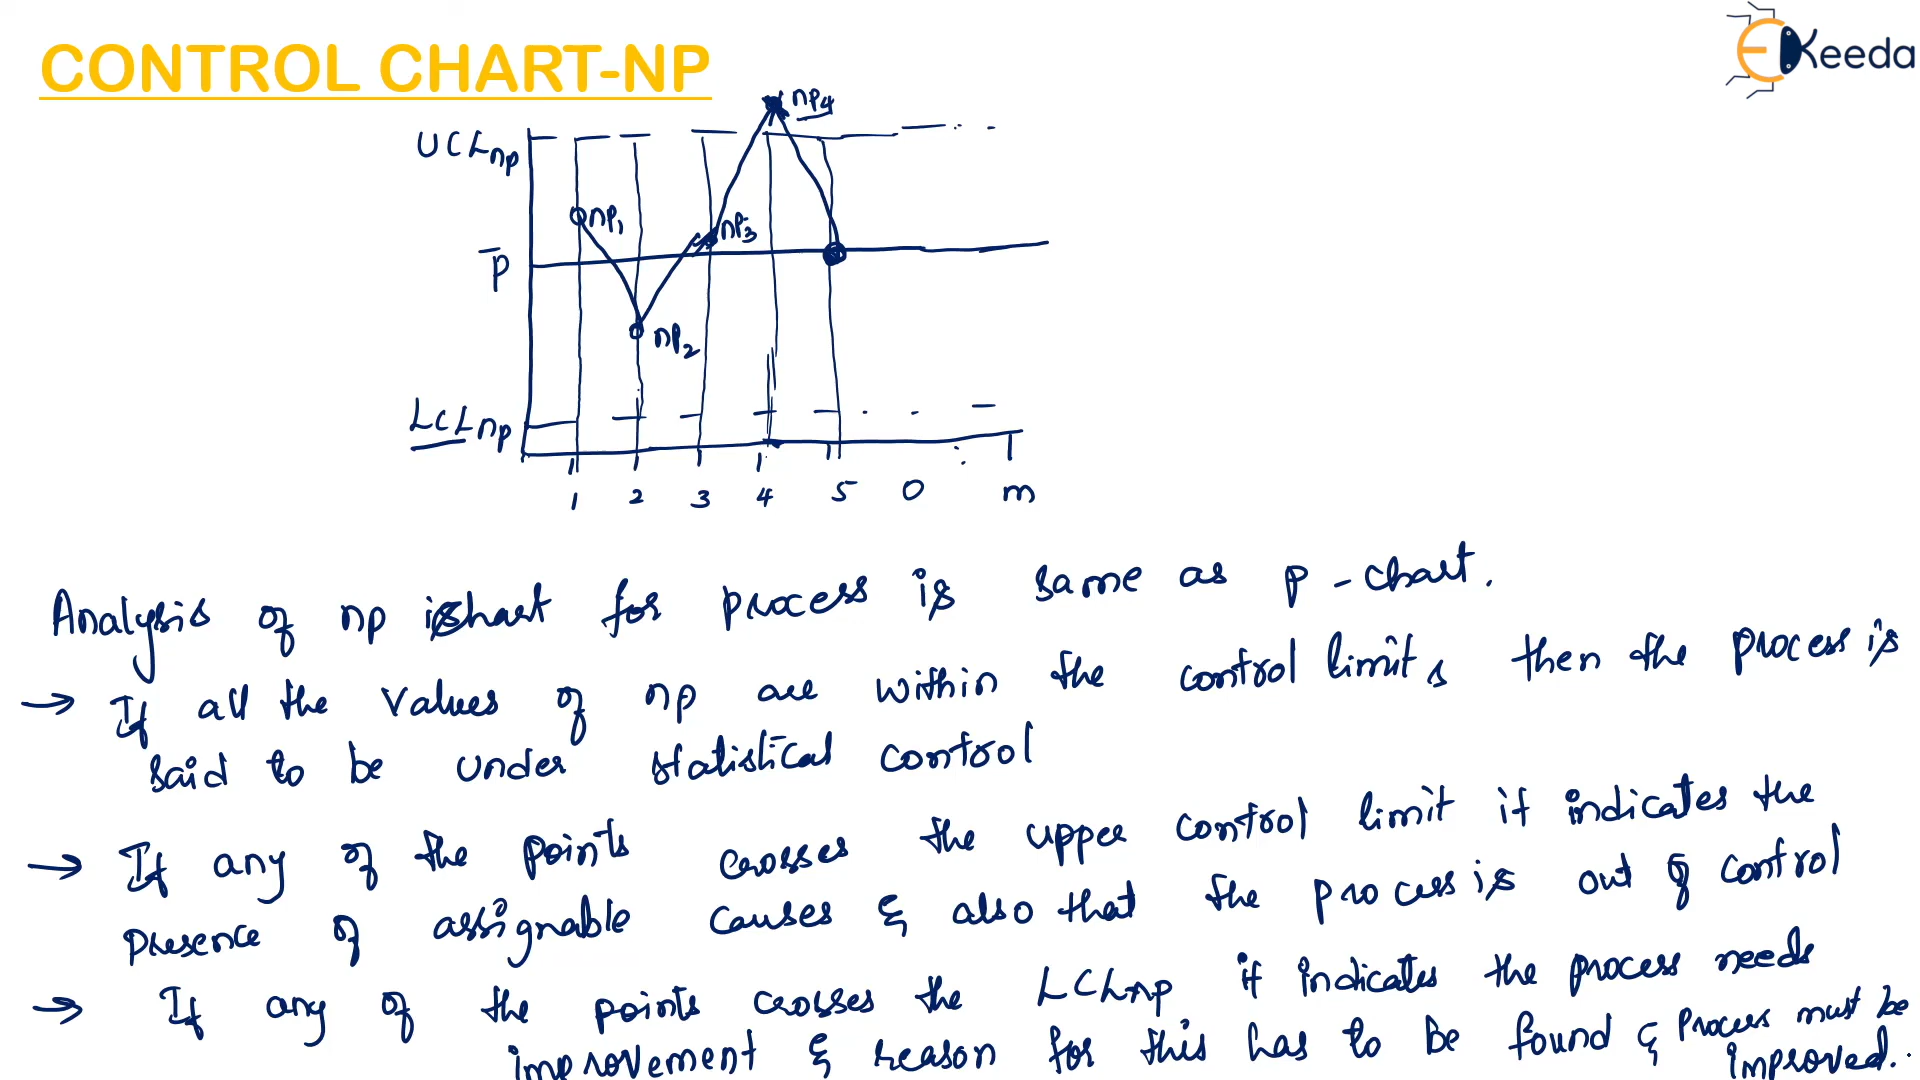 CONTROL CHART-NP
EKeeda
np4
UCLnp
np1
np3
p̅
np2
LCLnp
1 2 3 4 5 0 m
Analysis of np chart for process is same as p - chart.
→ If all the values of np are within the control limits then the process is
said to be under statistical control
→ If any of the points crosses the upper control limit it indicates the
presence of assignable causes & also that the process is out of control
→ If any of the points crosses the LCLnp it indicates the process needs
improvement & reason for this has to be found & process must be
improved.